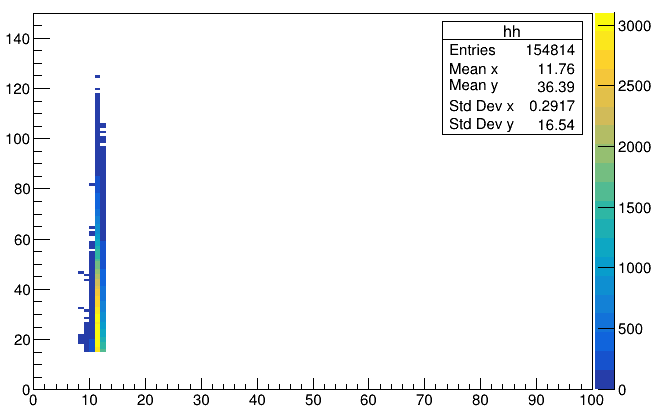 hh
Entries 154814
Mean x 11.76
Mean y 36.39
Std Dev x 0.2917
Std Dev y 16.54
140
120
100
80
60
40
20
0
0 10 20 30 40 50 60 70 80 90 100
3000
2500
2000
1500
1000
500
0